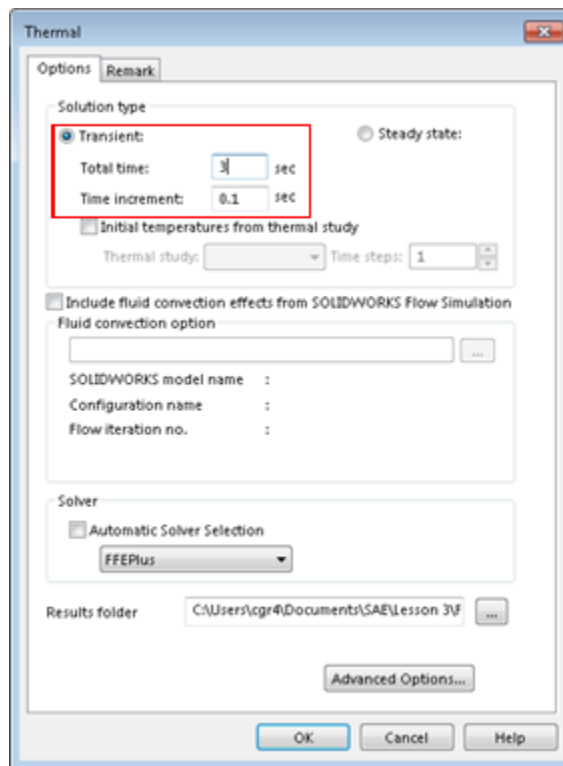 Thermal
Options Remark
Solution type
Transient: Steady state:
Total time: 3 sec
Time increment: 0.1 sec
Initial temperatures from thermal study
Thermal study: Time steps: 1
Include fluid convection effects from SOLIDWORKS Flow Simulation
Fluid convection option
...
SOLIDWORKS model name :
Configuration name :
Flow iteration no. :
Solver
Automatic Solver Selection
FFEPlus
Results folder C:\Users\cgr4\Documents\SAE\Lesson 3\F ...
Advanced Options...
OK Cancel Help